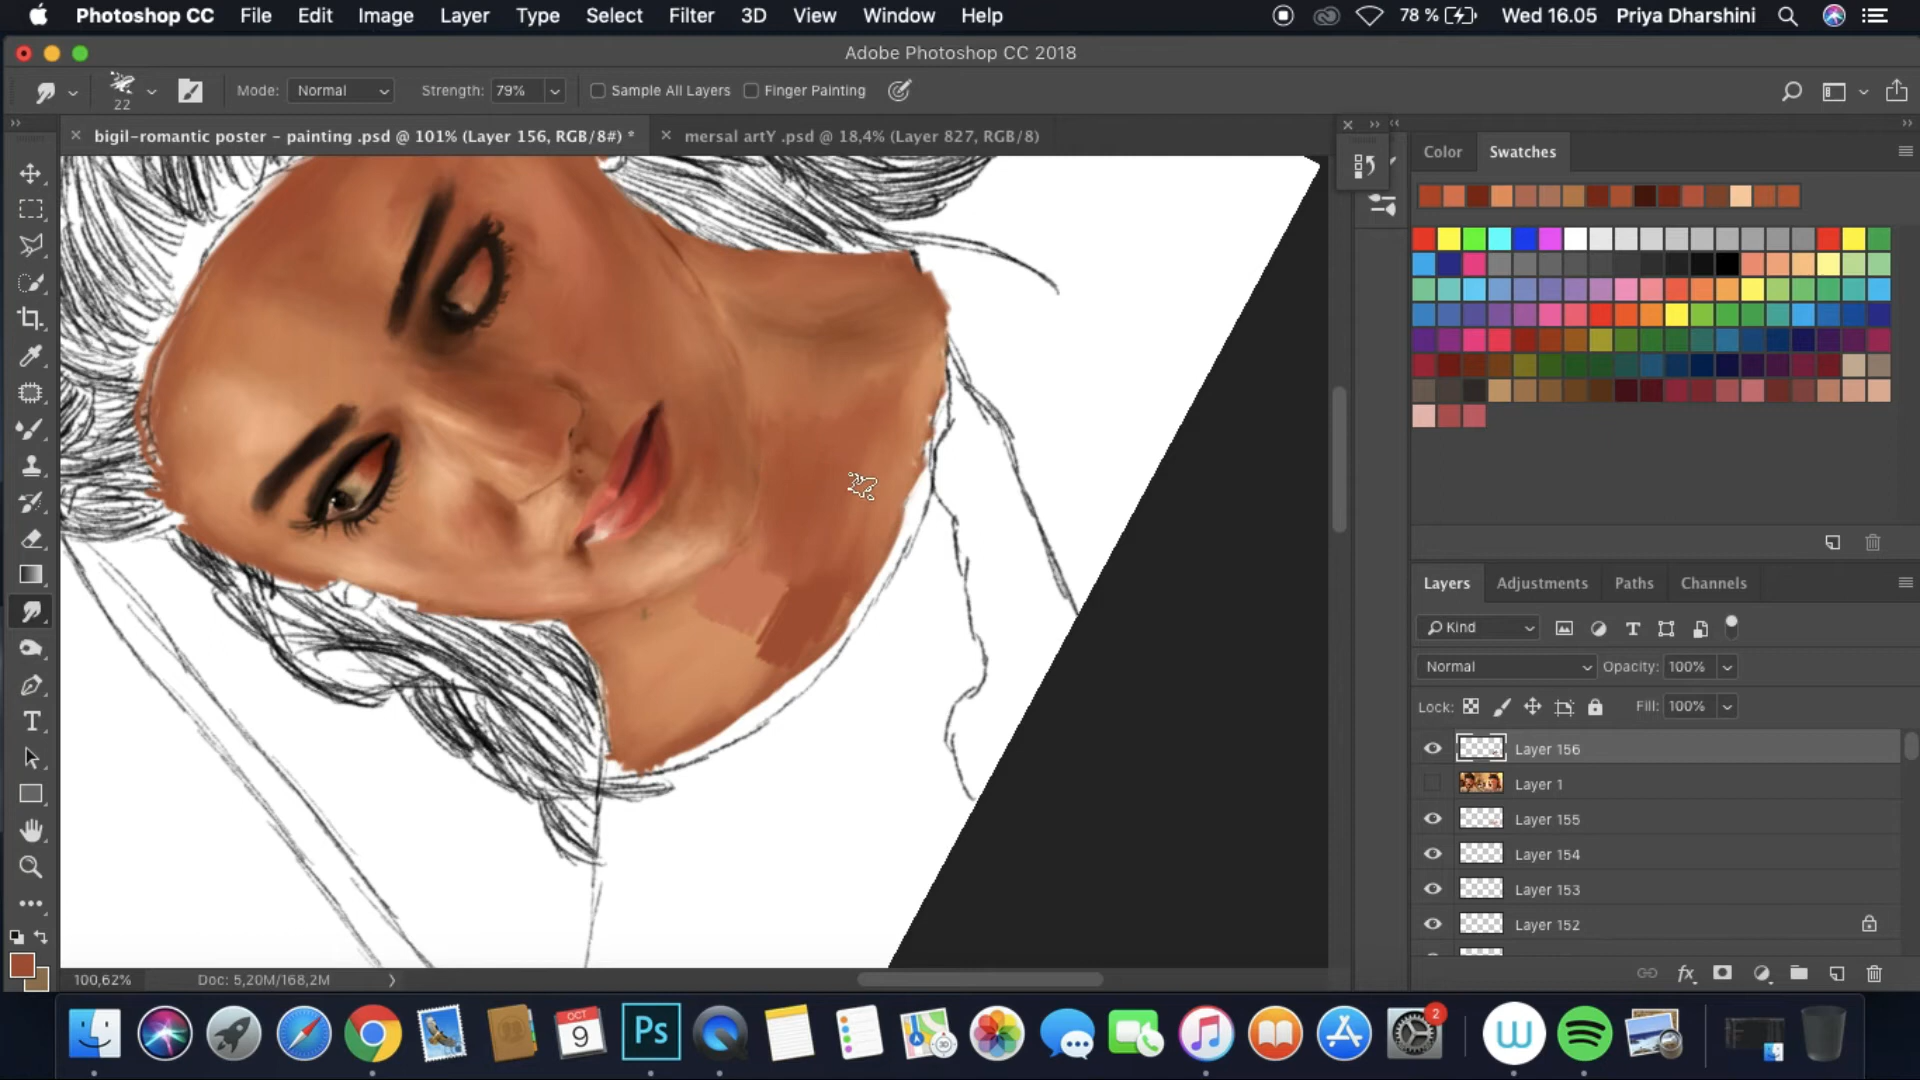 Photoshop CC File Edit Image Layer Type Select Filter 3D View Window Help 78 % Wed 16.05 Priya Dharshini
Adobe Photoshop CC 2018
22 Mode: Normal Strength: 79% Sample All Layers Finger Painting
bigil-romantic poster - painting .psd @ 101% (Layer 156, RGB/8#) * mersal artY .psd @ 18,4% (Layer 827, RGB/8)
Color Swatches
Layers Adjustments Paths Channels
Kind
Normal Opacity: 100%
Lock: Fill: 100%
Layer 156
Layer 1
Layer 155
Layer 154
Layer 153
Layer 152
100,62% Doc: 5,20M/168,2M
OCT
9
Ps
2